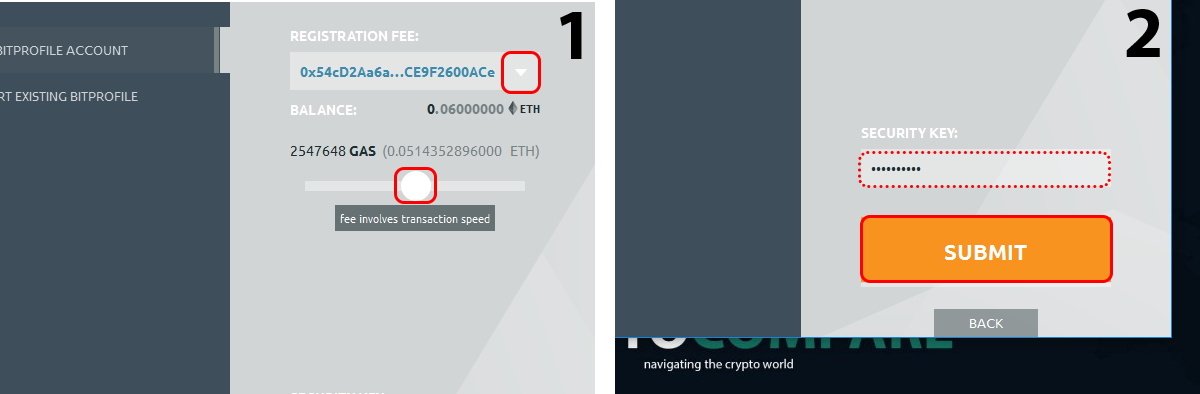 1
REGISTRATION FEE:
BITPROFILE ACCOUNT
0x54cD2Aa6a...CE9F2600ACe
RT EXISTING BITPROFILE
BALANCE: 0.06000000 ETH
2547648 GAS (0.0514352896000 ETH)
fee involves transaction speed
2
SECURITY KEY:
••••••••••
SUBMIT
BACK
COMPARE
navigating the crypto world